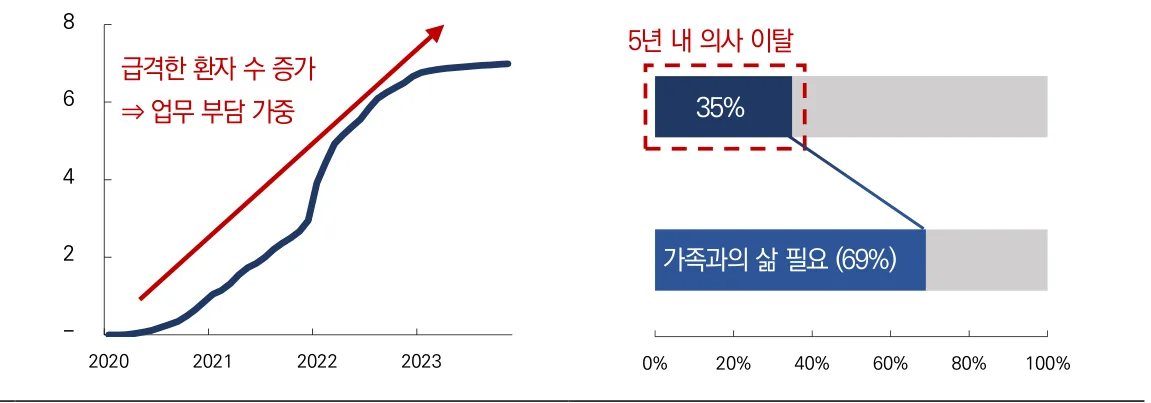 8
6
4
2
–
급격한 환자 수 증가
⇒ 업무 부담 가중
2020 2021 2022 2023
5년 내 의사 이탈
35%
가족과의 삶 필요 (69%)
0% 20% 40% 60% 80% 100%